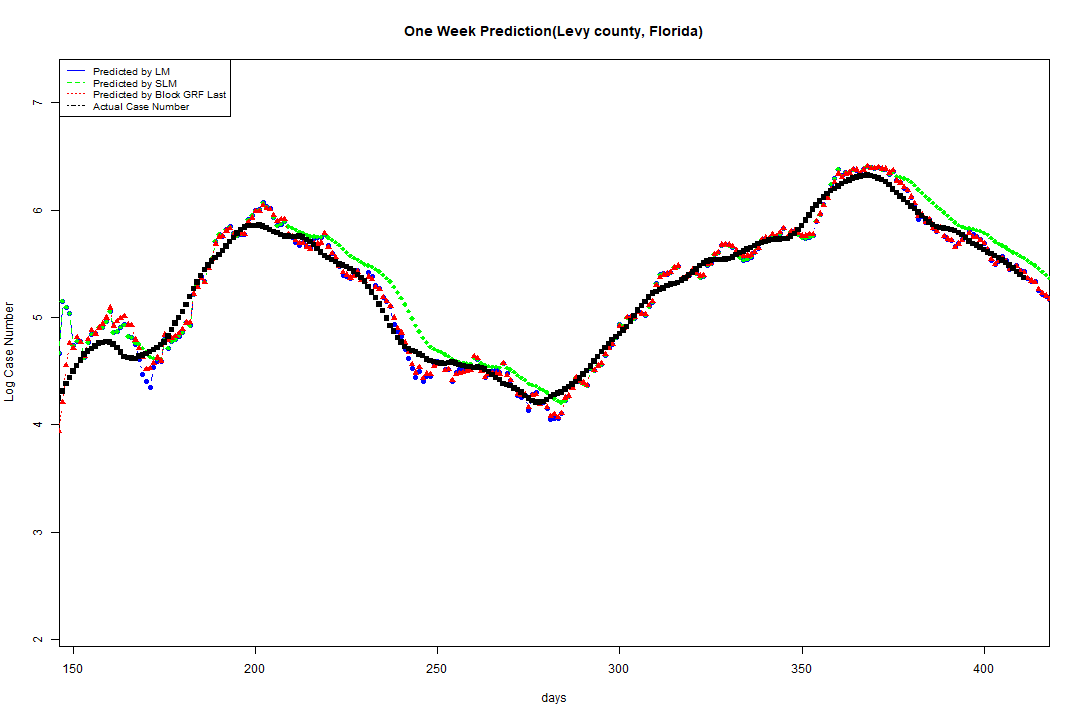 One Week Prediction(Levy county, Florida)
Predicted by LM
Predicted by SLM
Predicted by Block GRF Last
Actual Case Number
7
6
5
4
3
2
Log Case Number
150 200 250 300 350 400
days